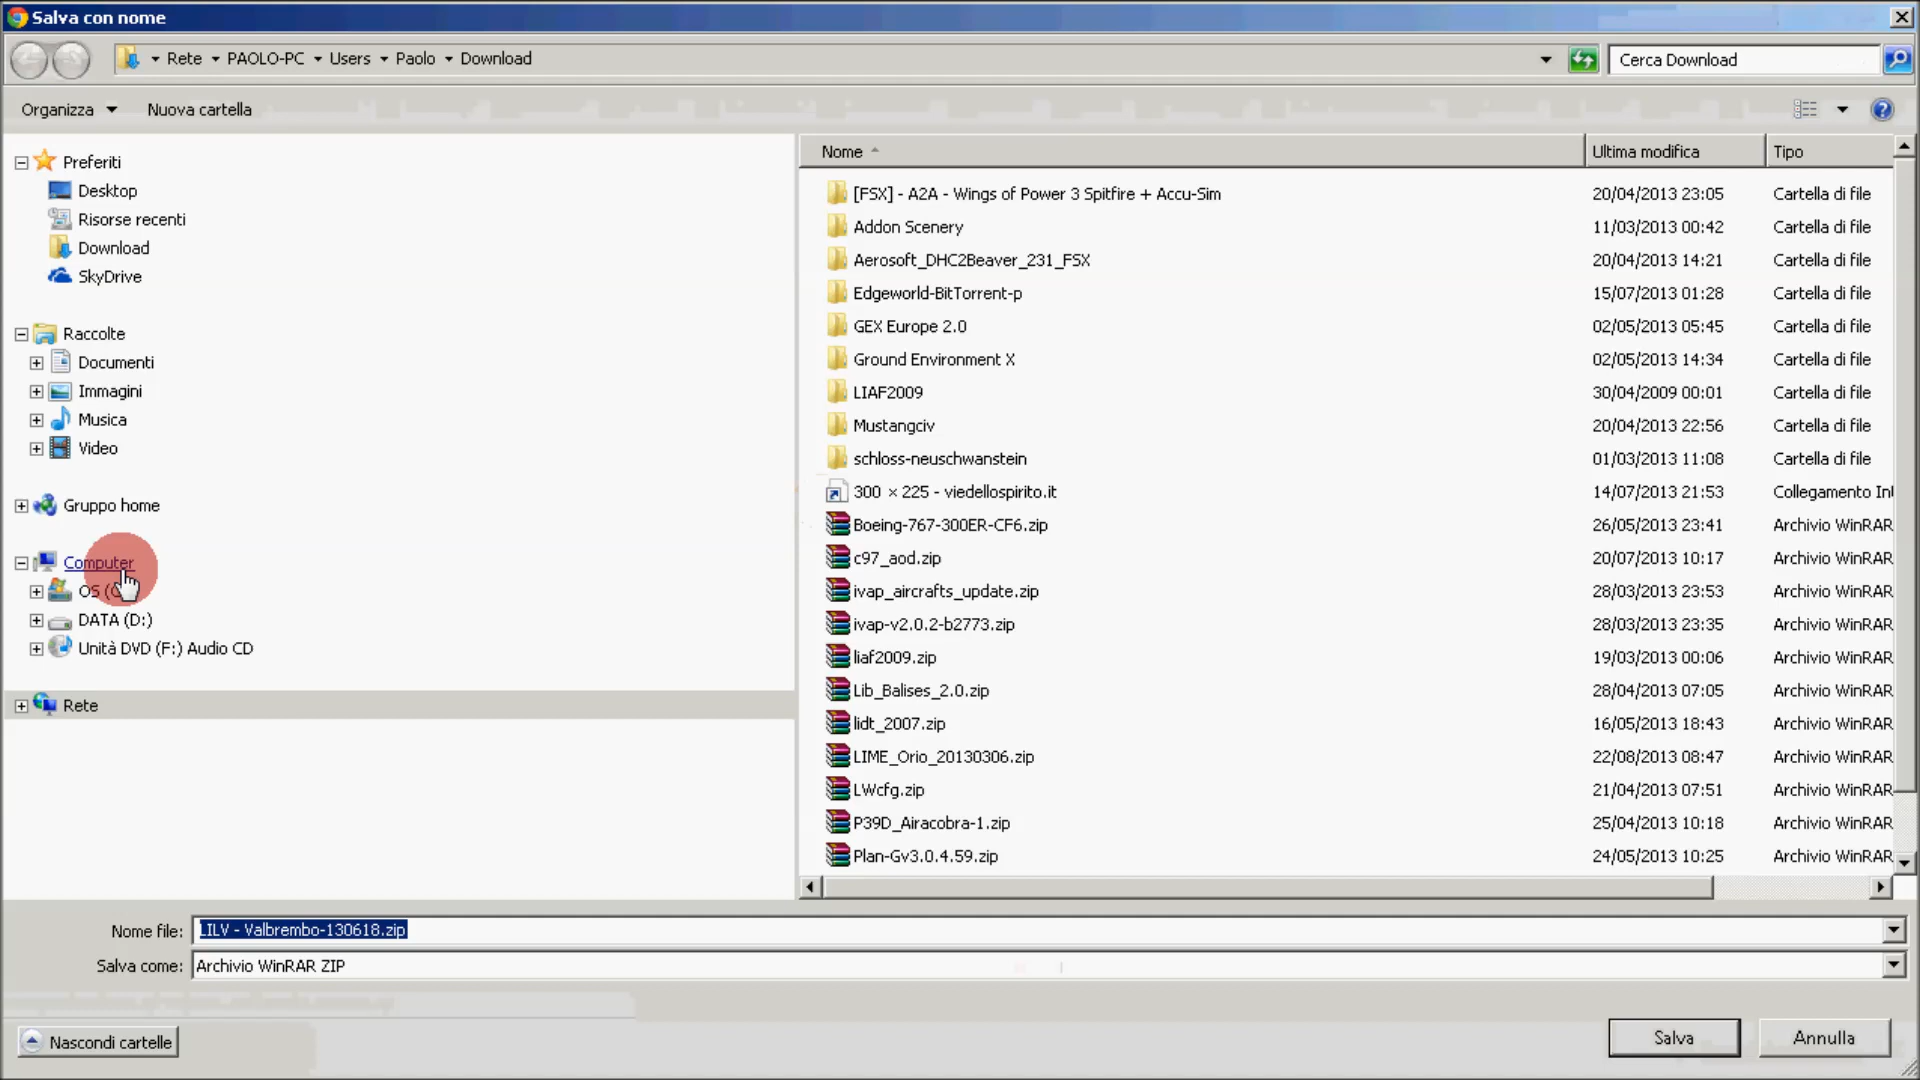 Salva con nome
Rete PAOLO-PC Users Paolo Download
Cerca Download
Organizza Nuova cartella
Preferiti
Desktop
Risorse recenti
Download
SkyDrive
Raccolte
Documenti
Immagini
Musica
Video
Gruppo home
Computer
OS
DATA (D:)
Unità DVD (F:) Audio CD
Rete
Nome Ultima modifica Tipo
[FSX] - A2A - Wings of Power 3 Spitfire + Accu-Sim 20/04/2013 23:05 Cartella di file
Addon Scenery 11/03/2013 00:42 Cartella di file
Aerosoft_DHC2Beaver_231_FSX 20/04/2013 14:21 Cartella di file
Edgeworld-BitTorrent-p 15/07/2013 01:28 Cartella di file
GEX Europe 2.0 02/05/2013 05:45 Cartella di file
Ground Environment X 02/05/2013 14:34 Cartella di file
LIAF2009 30/04/2009 00:01 Cartella di file
Mustangciv 20/04/2013 22:56 Cartella di file
schloss-neuschwanstein 01/03/2013 11:08 Cartella di file
300 × 225 - viedellospirito.it 14/07/2013 21:53 Collegamento Int
Boeing-767-300ER-CF6.zip 26/05/2013 23:41 Archivio WinRAR
c97_aod.zip 20/07/2013 10:17 Archivio WinRAR
ivap_aircrafts_update.zip 28/03/2013 23:53 Archivio WinRAR
ivap-v2.0.2-b2773.zip 28/03/2013 23:35 Archivio WinRAR
liaf2009.zip 19/03/2013 00:06 Archivio WinRAR
Lib_Balises_2.0.zip 28/04/2013 07:05 Archivio WinRAR
lidt_2007.zip 16/05/2013 18:43 Archivio WinRAR
LIME_Orio_20130306.zip 22/08/2013 08:47 Archivio WinRAR
LWcfg.zip 21/04/2013 07:51 Archivio WinRAR
P39D_Airacobra-1.zip 25/04/2013 10:18 Archivio WinRAR
Plan-Gv3.0.4.59.zip 24/05/2013 10:25 Archivio WinRAR
Nome file: LILV - Valbrembo-130618.zip
Salva come: Archivio WinRAR ZIP
Nascondi cartelle Salva Annulla